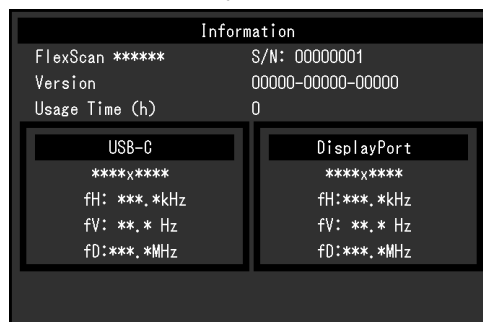 Information
FlexScan ****** S/N: 00000001
Version 00000-00000-00000
Usage Time (h) 0
USB-C DisplayPort
****x**** ****x****
fH: ***.*kHz fH:***.*kHz
fV: **.* Hz fV: **.* Hz
fD:***.*MHz fD:***.*MHz